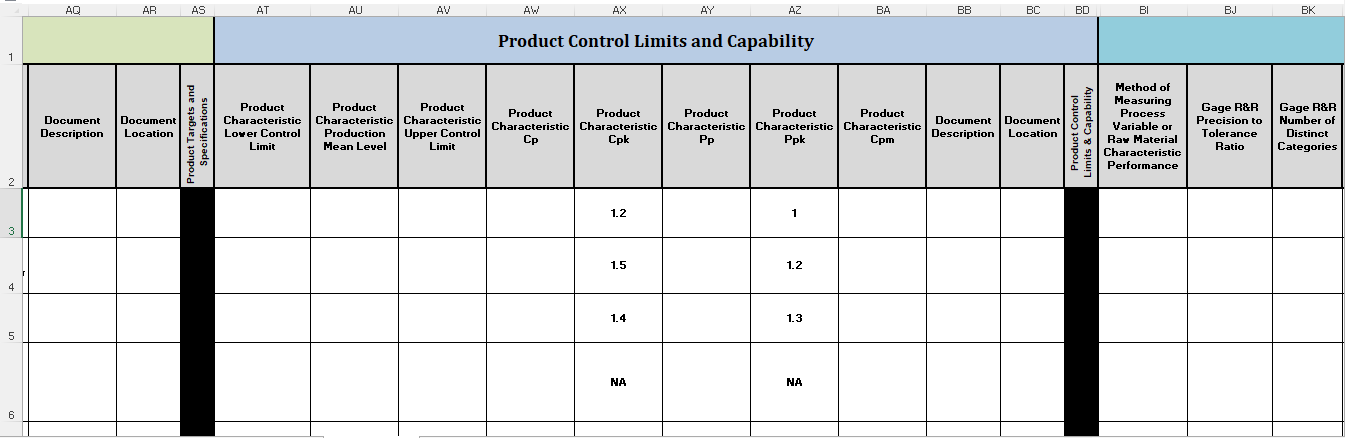 AQ AR AS AT AU AV AW AX AY AZ BA BB BC BD BI BJ BK
1 Product Control Limits and Capability
2
Document
Description
Document
Location
Product Targets and
Specifications
Product
Characteristic
Lower Control
Limit
Product
Characteristic
Production
Mean Level
Product
Characteristic
Upper Control
Limit
Product
Characteristic
Cp
Product
Characteristic
Cpk
Product
Characteristic
Pp
Product
Characteristic
Ppk
Product
Characteristic
Cpm
Document
Description
Document
Location
Product Control
Limits & Capability
Method of
Measuring
Process
Variable or
Raw Material
Characteristic
Performance
Gage R&R
Precision to
Tolerance
Ratio
Gage R&R
Number of
Distinct
Categories
3 1.2 1
4 r 1.5 1.2
5 1.4 1.3
6 NA NA